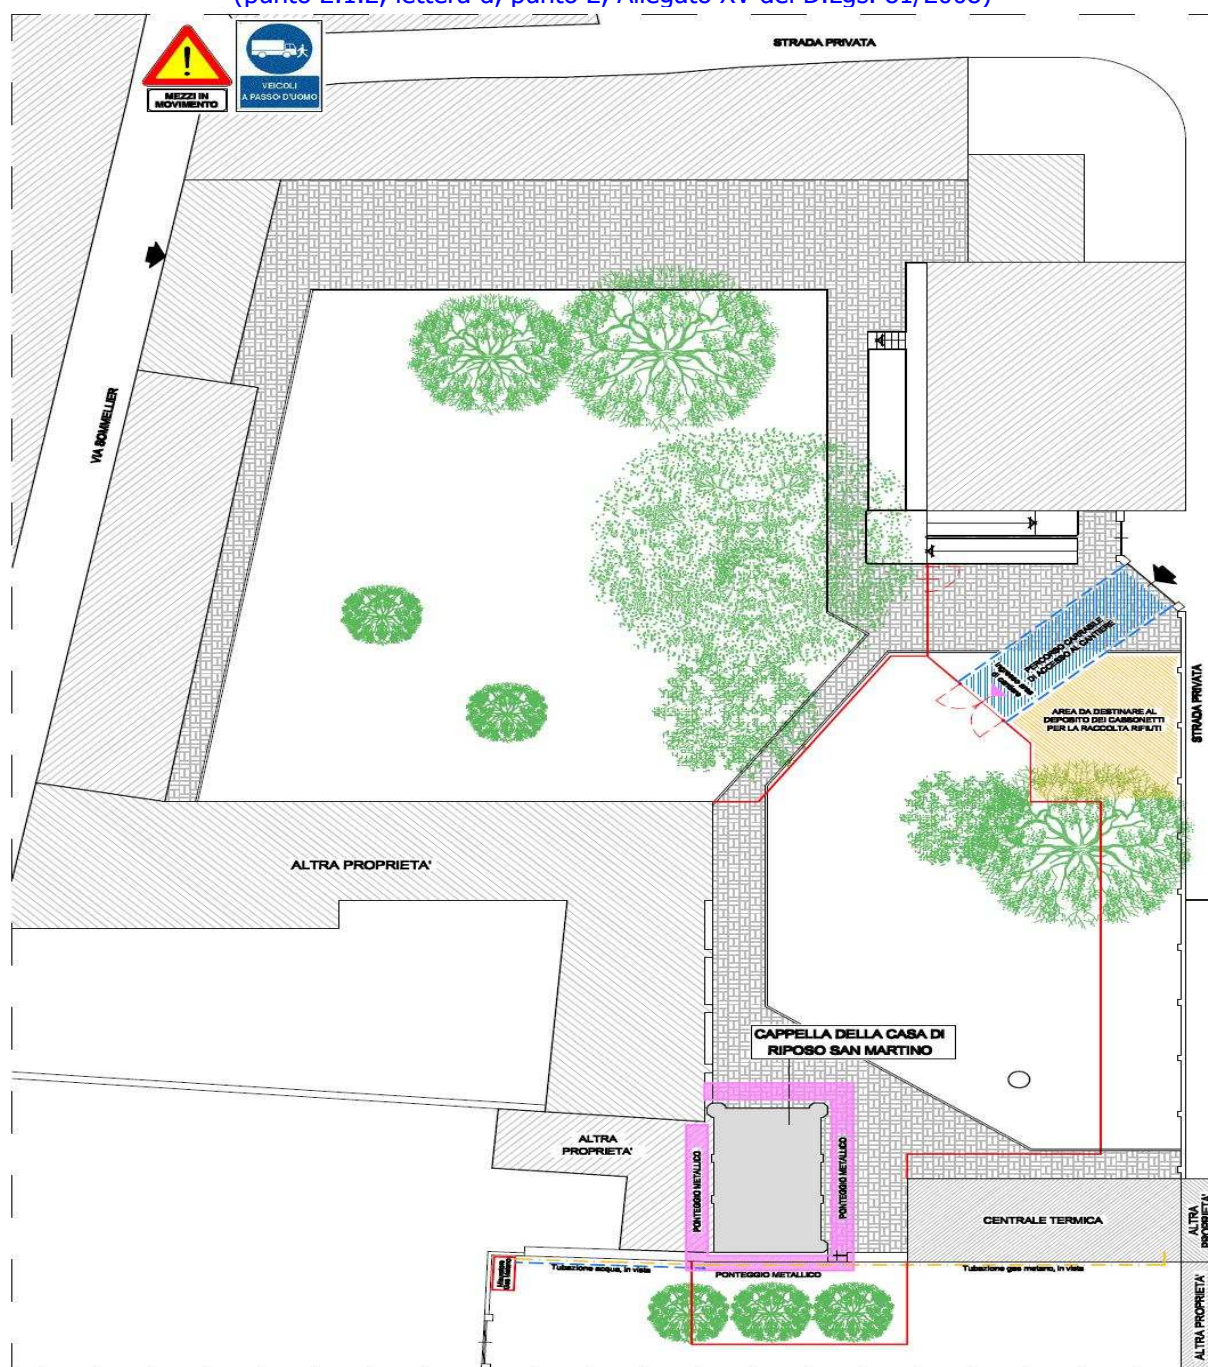 (punto 2.1.2, lettera d, punto 2, Allegato XV del D.Lgs. 81/2008)
STRADA PRIVATA
!
MEZZI IN
MOVIMENTO
VEICOLI
A PASSO D'UOMO
VIA SOMMELLIER
PERCORSO CARRABILE
DI ACCESSO AL CANTIERE
AREA DA DESTINARE AL
DEPOSITO DEI CASSONETTI
PER LA RACCOLTA RIFIUTI
STRADA PRIVATA
ALTRA PROPRIETA'
CAPPELLA DELLA CASA DI
RIPOSO SAN MARTINO
ALTRA
PROPRIETA'
PONTEGGIO METALLICO
PONTEGGIO METALLICO
CENTRALE TERMICA
ALTRA
PROPRIETA'
Tubazione acqua, in vista
PONTEGGIO METALLICO
Tubazione gas metano, in vista
ALTRA PROPRIETA'